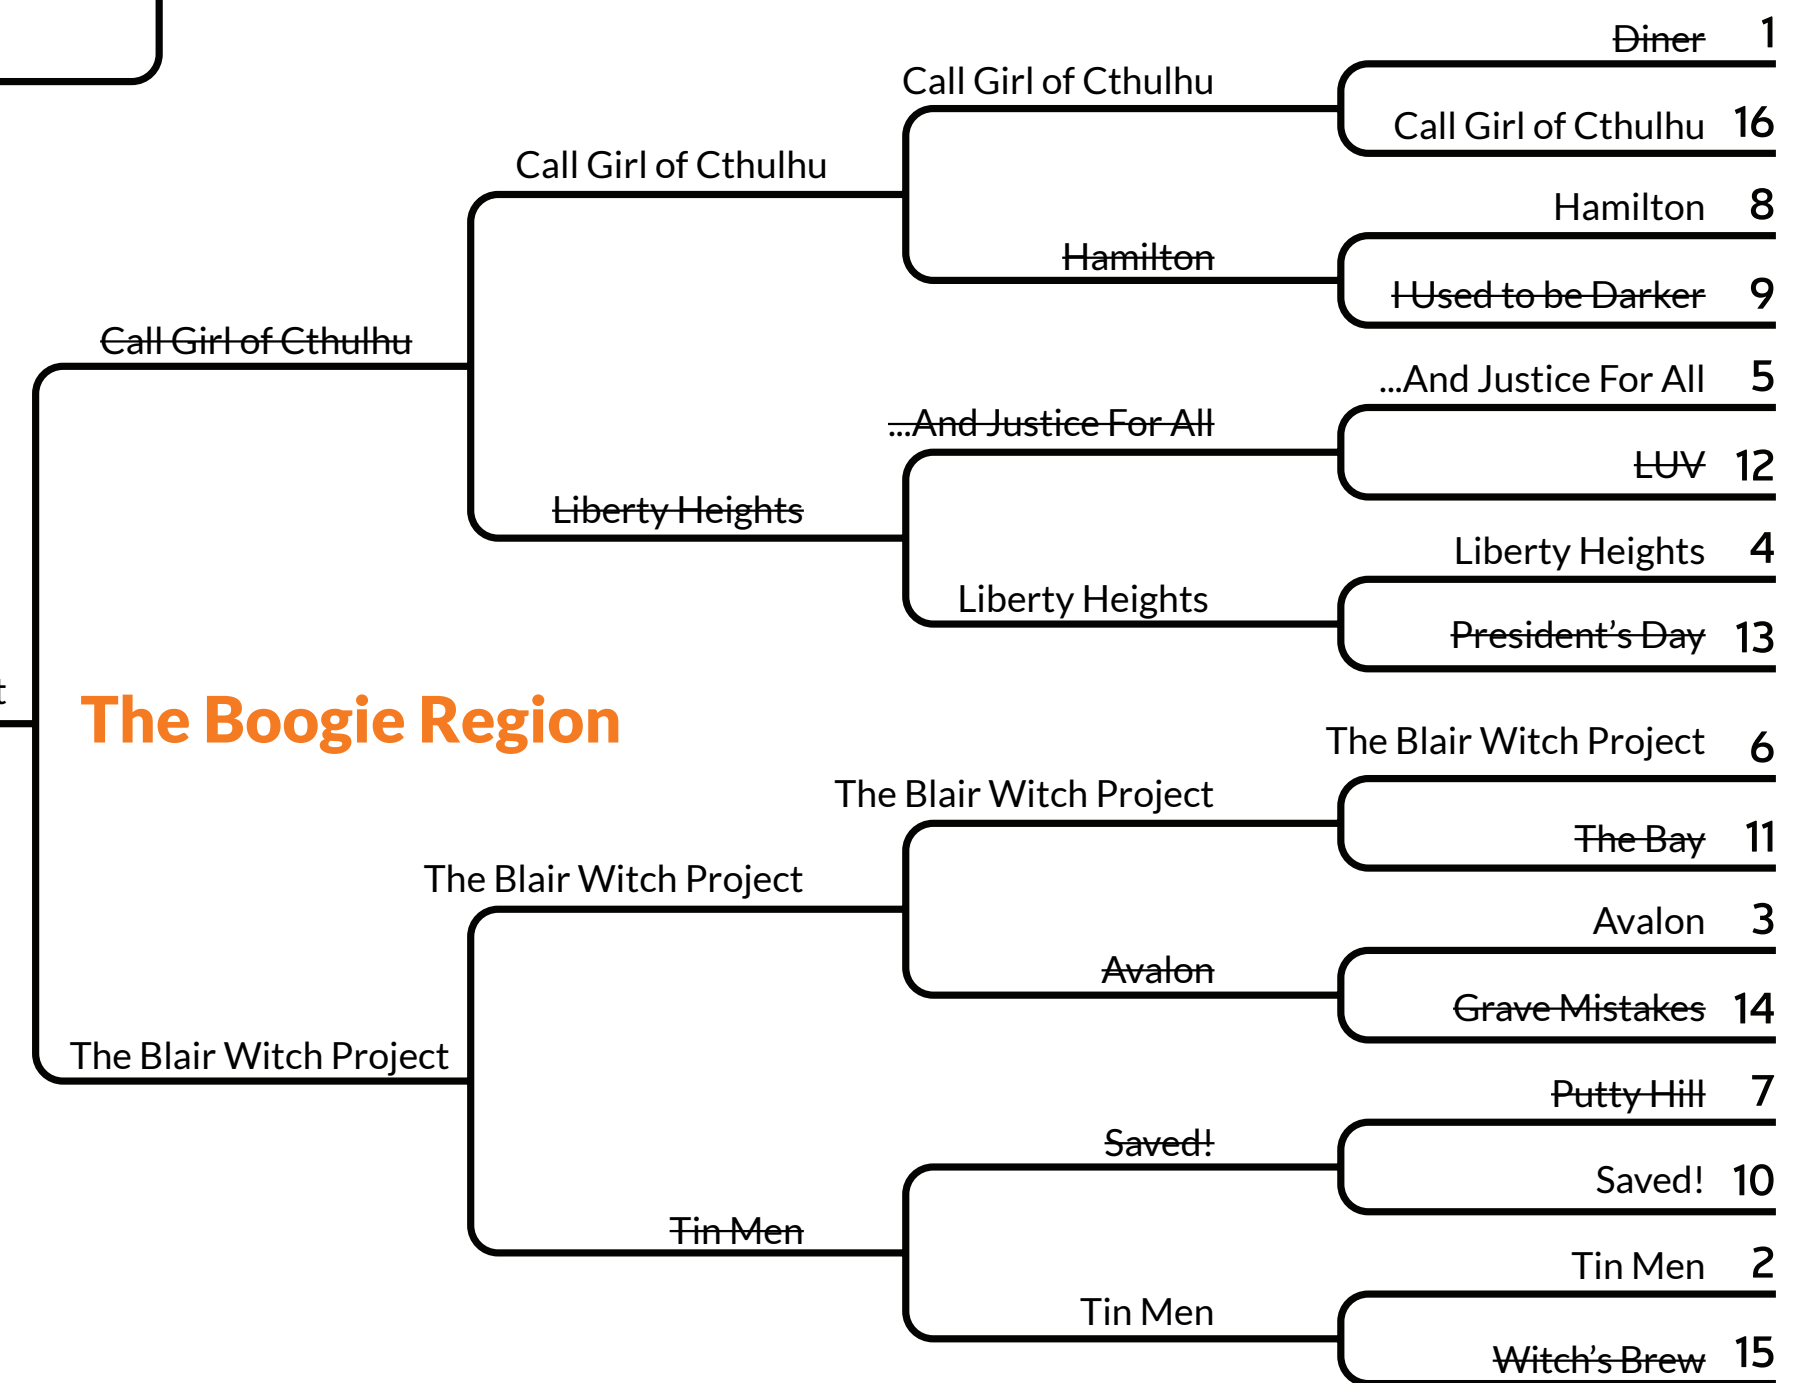 Diner 1
Call Girl of Cthulhu
Call Girl of Cthulhu 16
Call Girl of Cthulhu
Hamilton 8
Hamilton
I Used to be Darker 9
Call Girl of Cthulhu
...And Justice For All 5
...And Justice For All
LUV 12
Liberty Heights
Liberty Heights 4
Liberty Heights
President's Day 13
t
The Boogie Region
The Blair Witch Project 6
The Blair Witch Project
The Bay 11
The Blair Witch Project
Avalon 3
Avalon
Grave Mistakes 14
The Blair Witch Project
Putty Hill 7
Saved!
Saved! 10
Tin Men
Tin Men 2
Tin Men
Witch's Brew 15